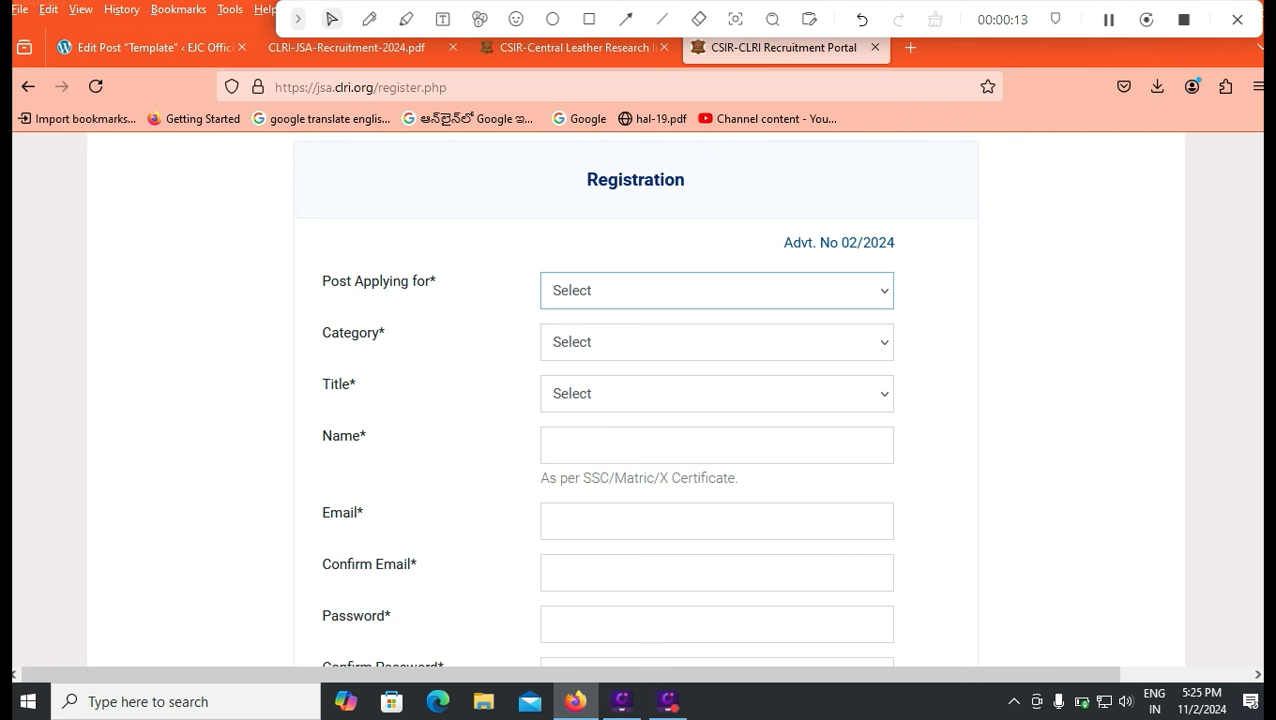 File Edit View History Bookmarks Tools Help
00:00:13
Edit Post “Template” ‹ EJC Offici
CLRI-JSA-Recruitment-2024.pdf
CSIR-Central Leather Research I
CSIR-CLRI Recruitment Portal
https://jsa.clri.org/register.php
Import bookmarks...
Getting Started
google translate englis...
ఆన్‌లైన్‌లో Google ఇ...
Google
hal-19.pdf
Channel content - You...
Registration
Advt. No 02/2024
Post Applying for*
Select
Category*
Select
Title*
Select
Name*
As per SSC/Matric/X Certificate.
Email*
Confirm Email*
Password*
Confirm Password*
Type here to search
ENG
IN
5:25 PM
11/2/2024